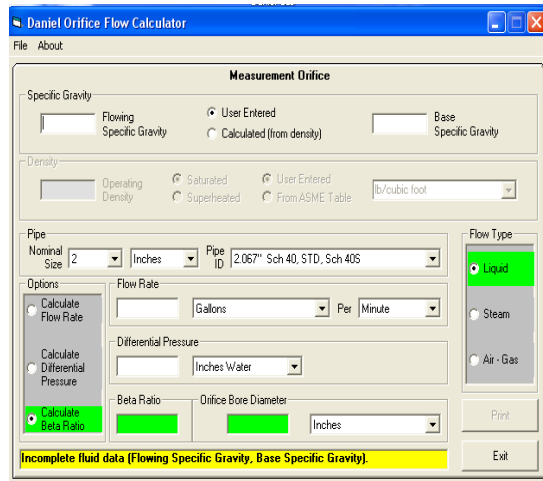 Daniel Orifice Flow Calculator
File About
Measurement Orifice
Specific Gravity
Flowing Specific Gravity
User Entered
Calculated (from density)
Base Specific Gravity
Density
Operating Density
Saturated
Superheated
User Entered
From ASME Table
lb/cubic foot
Pipe
Nominal Size 2 Inches Pipe ID 2.067" Sch 40, STD, Sch 40S
Flow Type
Liquid
Steam
Air - Gas
Options
Calculate Flow Rate
Calculate Differential Pressure
Calculate Beta Ratio
Flow Rate
Gallons Per Minute
Differential Pressure
Inches Water
Beta Ratio
Orifice Bore Diameter
Inches
Print
Exit
Incomplete fluid data (Flowing Specific Gravity, Base Specific Gravity).